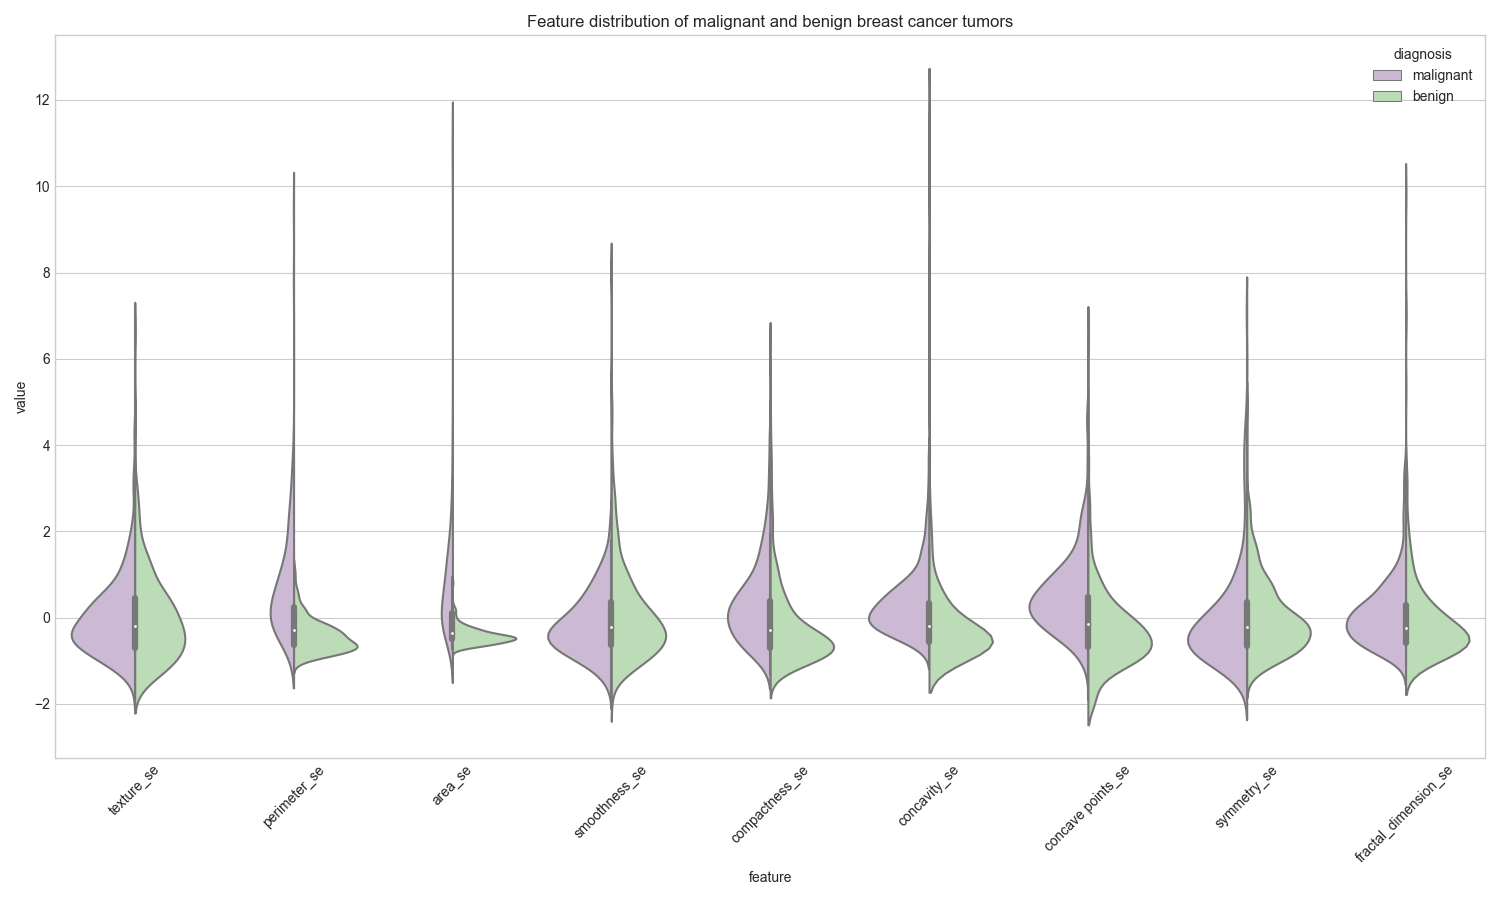 Feature distribution of malignant and benign breast cancer tumors
diagnosis
malignant
benign
12
10
8
6
4
2
0
−2
value
texture_se
perimeter_se
area_se
smoothness_se
compactness_se
concavity_se
concave points_se
symmetry_se
fractal_dimension_se
feature